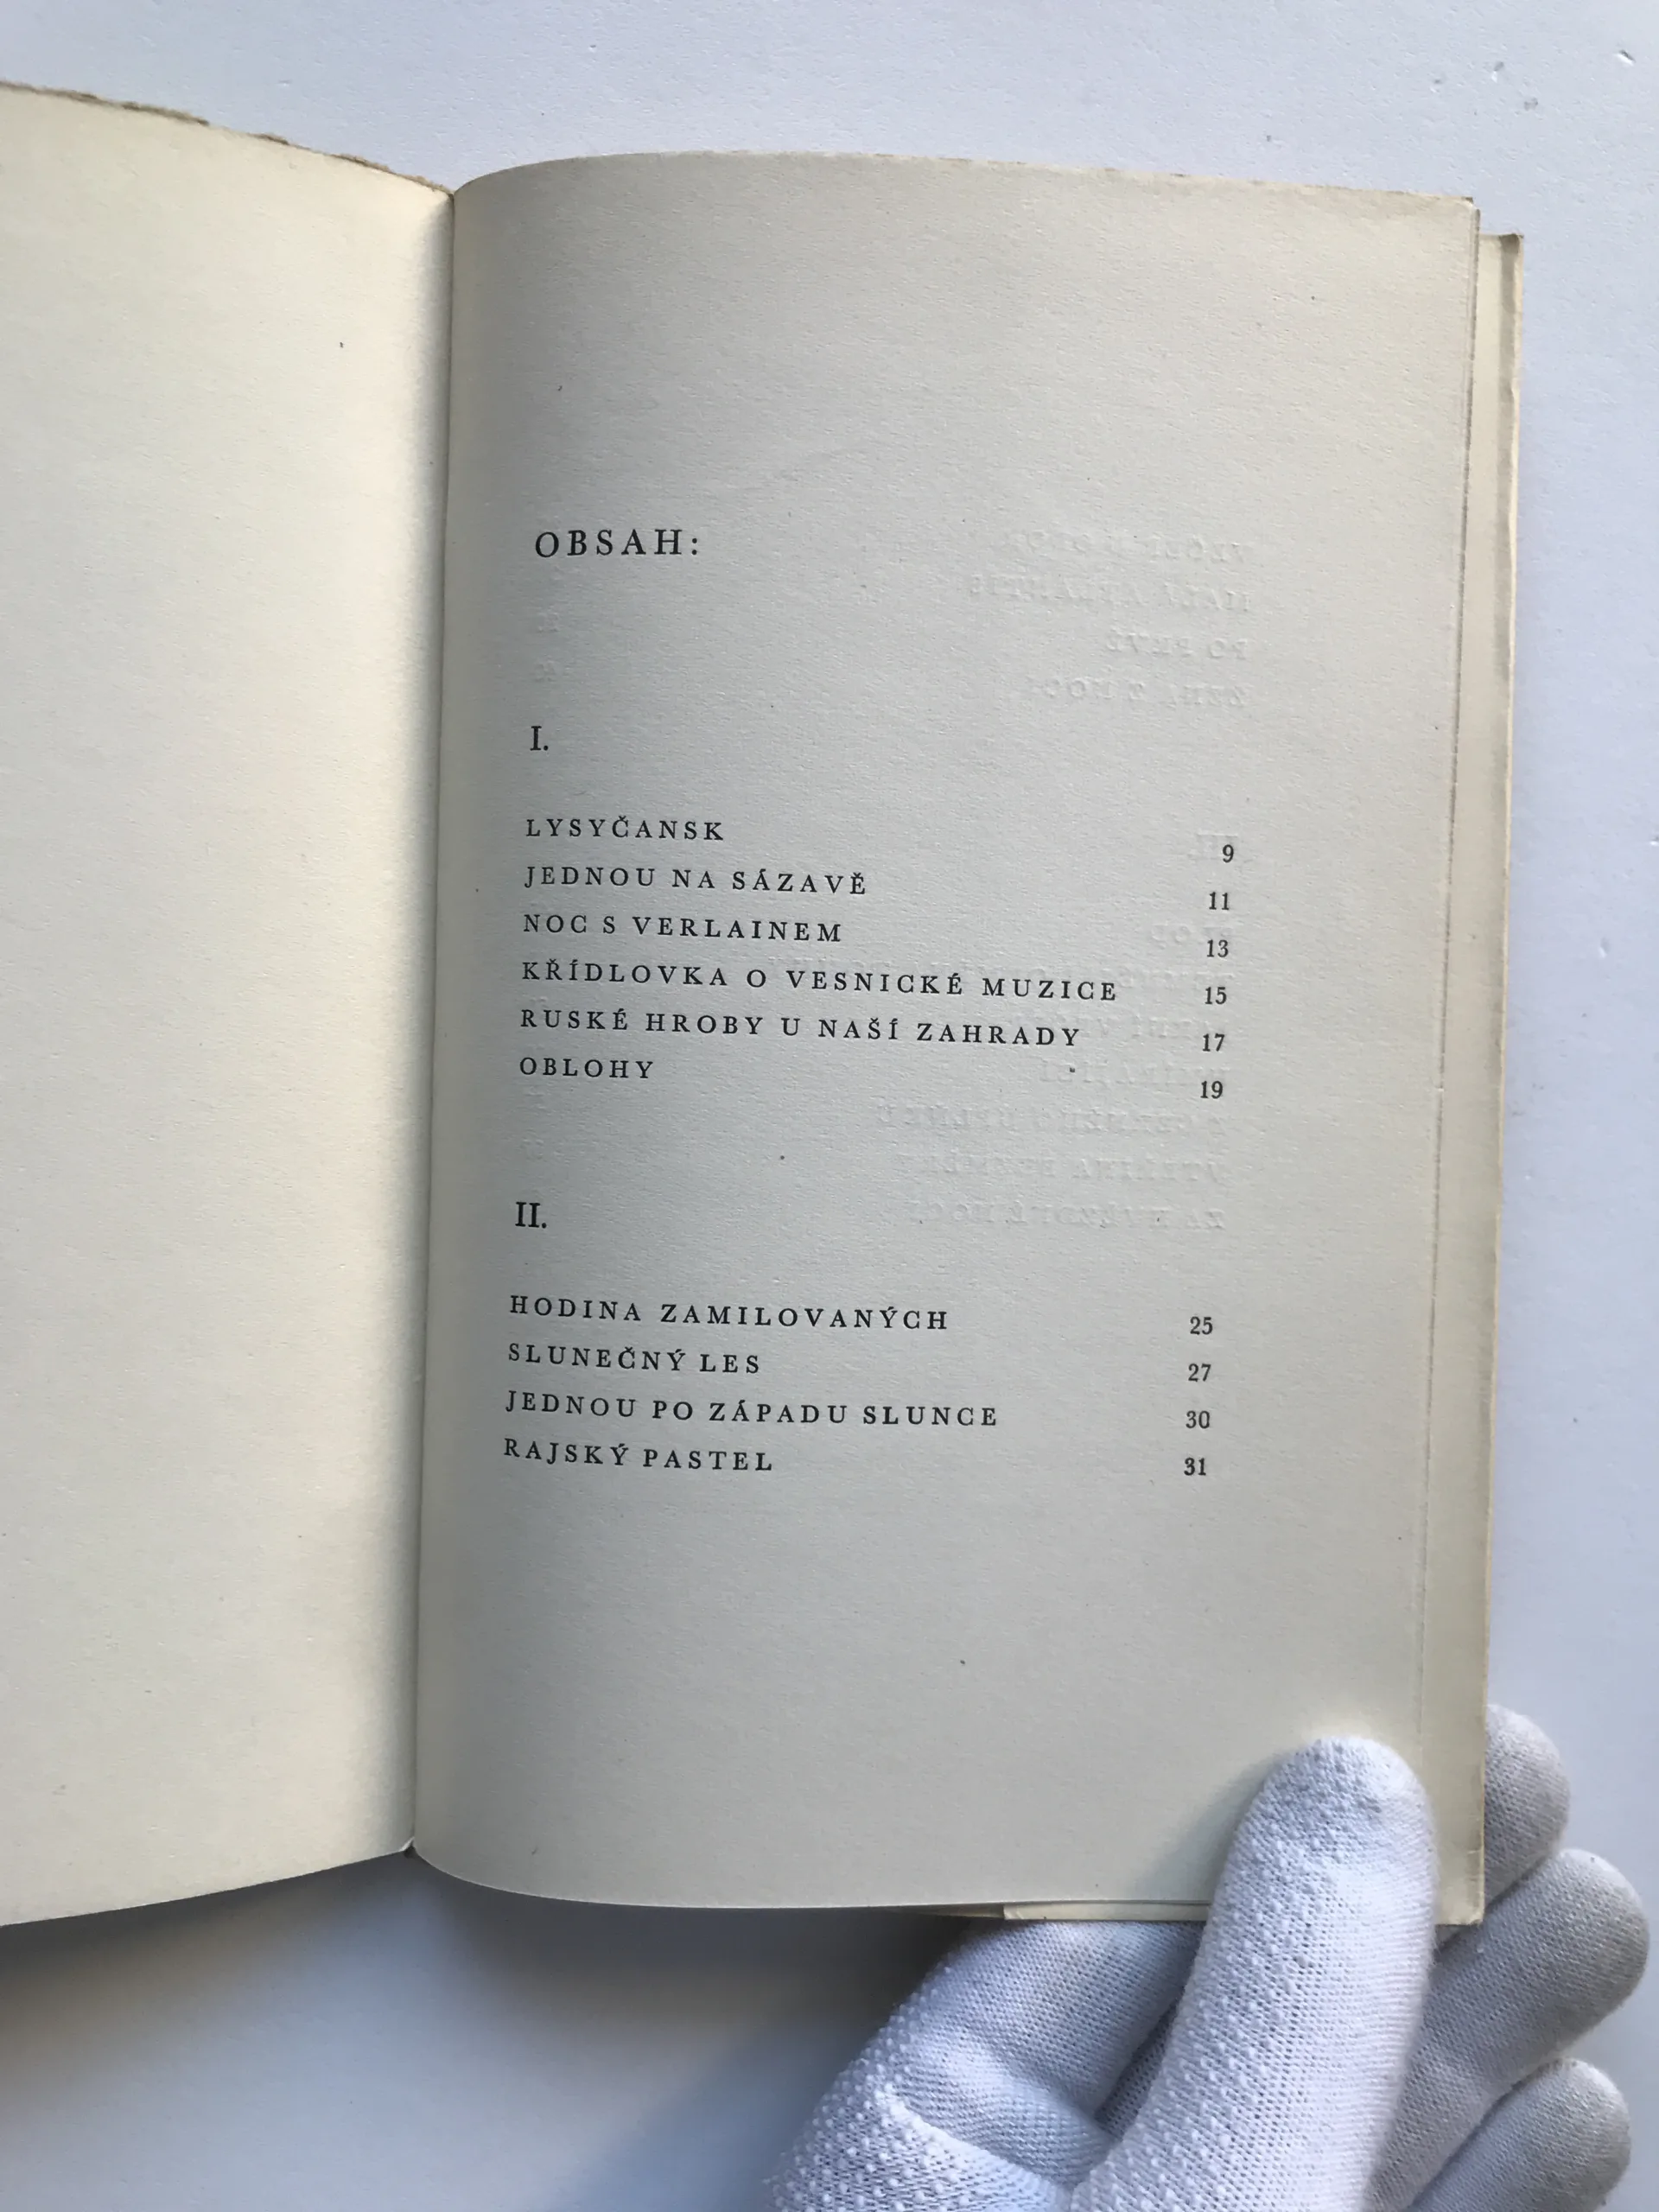 OBSAH:
I.
LYSYČANSK 9
JEDNOU NA SÁZAVĚ 11
NOC S VERLAINEM 13
KŘÍDLOVKA O VESNICKÉ MUZICE 15
RUSKÉ HROBY U NAŠÍ ZAHRADY 17
OBLOHY 19
II.
HODINA ZAMILOVANÝCH 25
SLUNEČNÝ LES 27
JEDNOU PO ZÁPADU SLUNCE 30
RAJSKÝ PASTEL 31